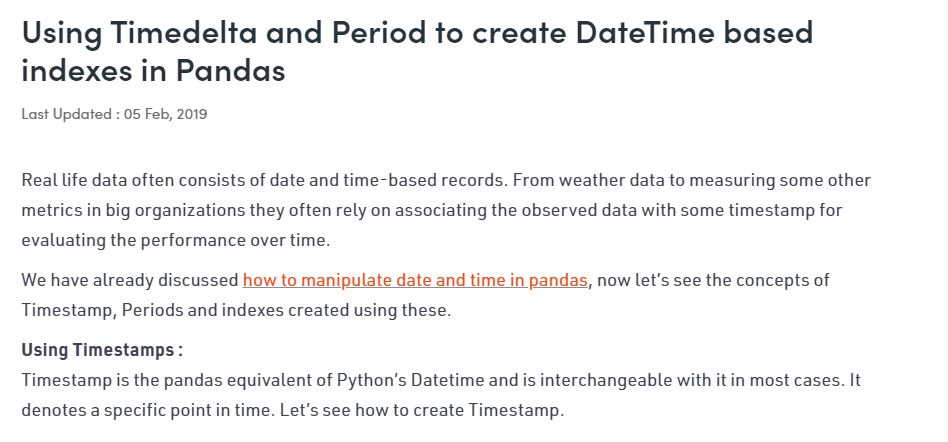 Using Timedelta and Period to create DateTime based
indexes in Pandas
Last Updated : 05 Feb, 2019
Real life data often consists of date and time-based records. From weather data to measuring some other
metrics in big organizations they often rely on associating the observed data with some timestamp for
evaluating the performance over time.
We have already discussed how to manipulate date and time in pandas, now let’s see the concepts of
Timestamp, Periods and indexes created using these.
Using Timestamps :
Timestamp is the pandas equivalent of Python’s Datetime and is interchangeable with it in most cases. It
denotes a specific point in time. Let’s see how to create Timestamp.